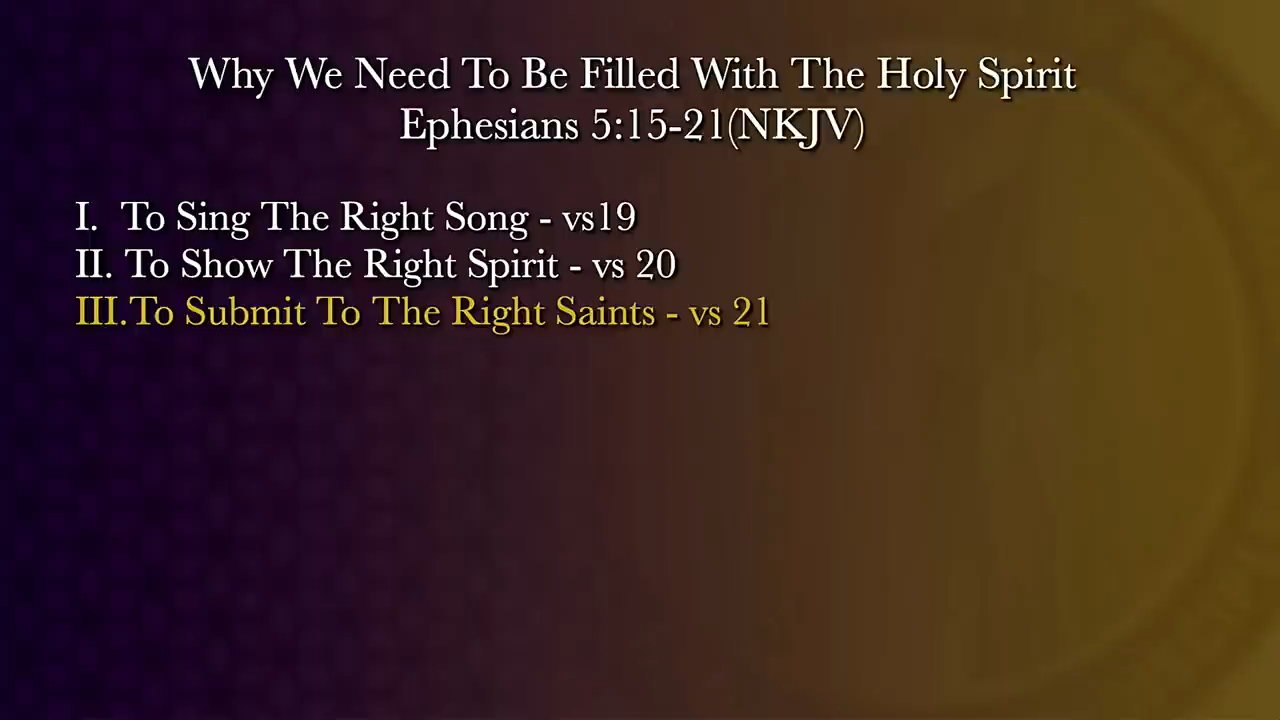 Why We Need To Be Filled With The Holy Spirit
Ephesians 5:15-21(NKJV)
I. To Sing The Right Song - vs19
II. To Show The Right Spirit - vs 20
III.To Submit To The Right Saints - vs 21